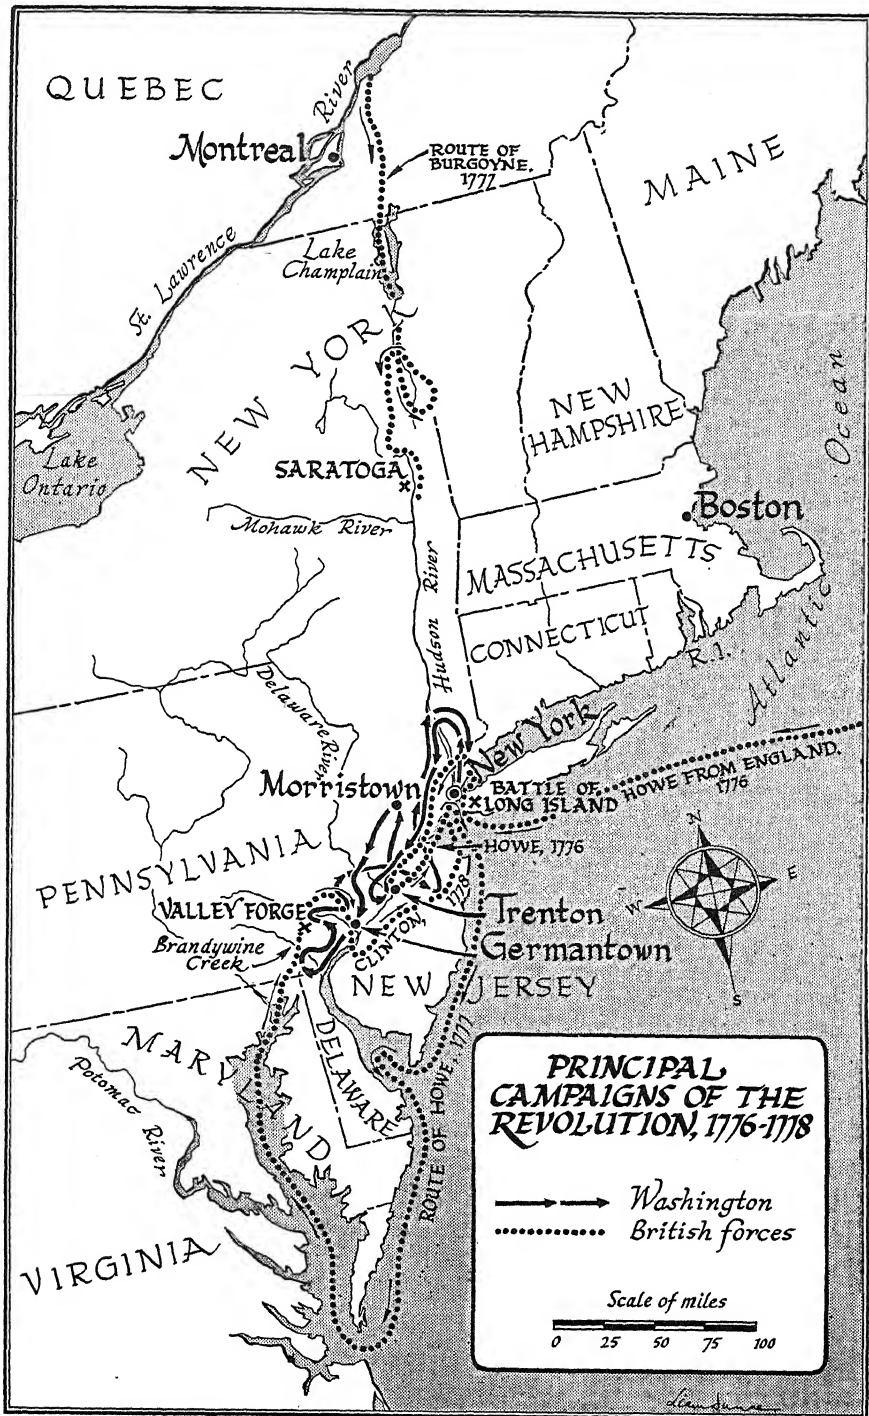 QUEBEC
River
Montreal
ROUTE OF
BURGOYNE,
1777
MAINE
St. Lawrence
Lake
Champlain
NEW YORK
NEW
HAMPSHIRE
Ocean
Lake
Ontario
SARATOGA
Mohawk River
Boston
MASSACHUSETTS
Hudson River
CONNECTICUT
R.I.
Atlantic
Delaware River
New York
Morristown
BATTLE OF
LONG ISLAND
HOWE FROM ENGLAND.
1776
HOWE, 1776
PENNSYLVANIA
N
E
W
S
VALLEY FORGE
CLINTON, 1778
Trenton
Germantown
Brandywine
Creek
NEW JERSEY
MARYLAND
DELAWARE
ROUTE OF HOWE, 1777
Potomac
River
VIRGINIA
PRINCIPAL
CAMPAIGNS OF THE
REVOLUTION, 1776-1778
Washington
British forces
Scale of miles
0 25 50 75 100